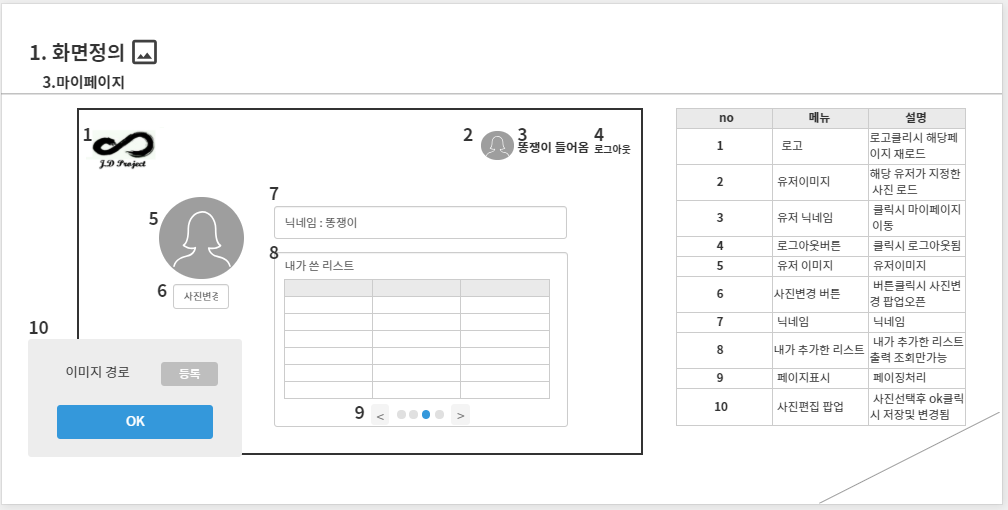 1. 화면정의
3.마이페이지
1
J.D Project
2
3
똥쟁이 들어옴
4
로그아웃
5
6
사진변경
7
닉네임 : 똥쟁이
8
내가 쓴 리스트
9
<
>
10
이미지 경로
등록
OK
no 메뉴 설명
1 로고 로고클리시 해당페
이지 재로드
2 유저이미지 해당 유저가 지정한
사진 로드
3 유저 닉네임 클릭시 마이페이지
이동
4 로그아웃버튼 클릭시 로그아웃됨
5 유저 이미지 유저이미지
6 사진변경 버튼 버튼클릭시 사진변
경 팝업오픈
7 닉네임 닉네임
8 내가 추가한 리스트 내가 추가한 리스트
출력 조회만가능
9 페이지표시 페이징처리
10 사진편집 팝업 사진선택후 ok클릭
시 저장및 변경됨